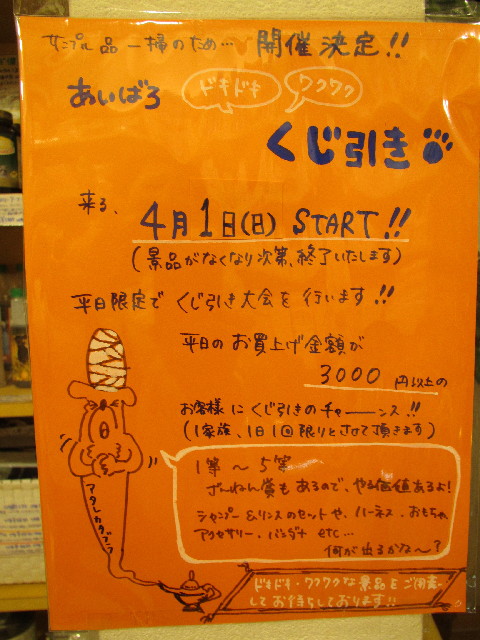 サンプル品一掃のため… 開催決定!!
あいばろ ドキドキ ワクワク
くじ引き
来る、
4月1日(日) START!!
(景品がなくなり次第、終了いたします)
平日限定で くじ引き大会を 行います!!
平日の お買上げ金額が
3000 円以上の
お客様に くじ引きの チャーーンス!!
(1家族、1日1回限りとさせて頂きます)
1等〜5等
ざんねん賞も あるので、やる価値あるよ!
シャンプー&リンスのセットや、ハーネス、おもちゃ
アクセサリー、バンダナ etc…
何が出るかな〜?
アタレカタブラ
ドキドキ・ワクワクな景品を ご用意
して お待ちしております!!